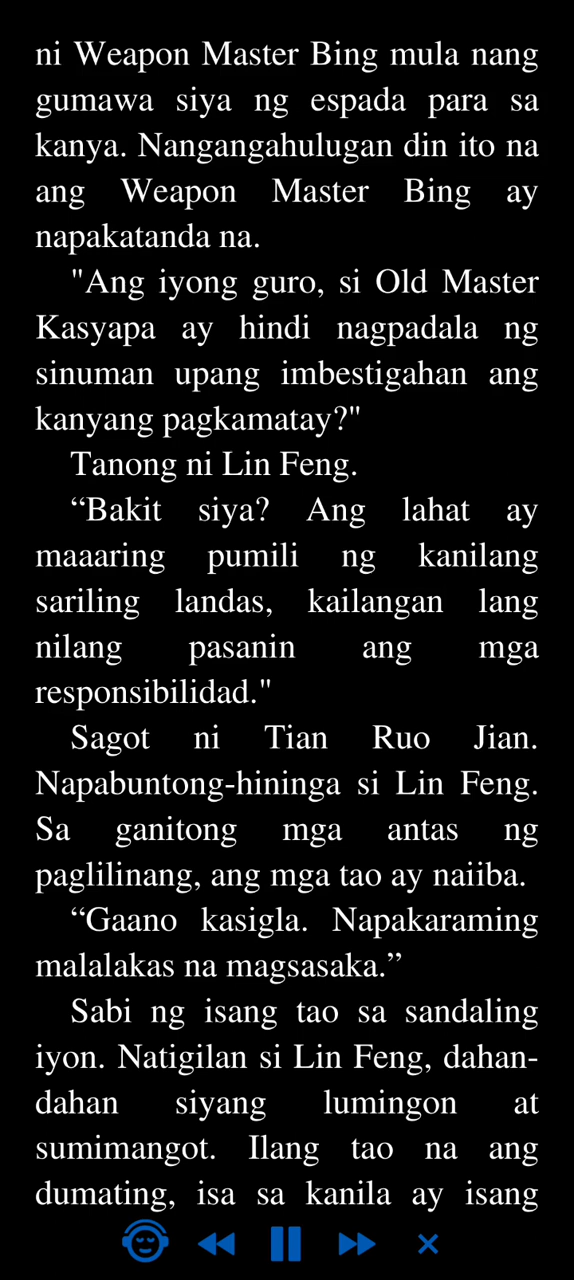 ni Weapon Master Bing mula nang
gumawa siya ng espada para sa
kanya. Nangangahulugan din ito na
ang Weapon Master Bing ay
napakatanda na.
"Ang iyong guro, si Old Master
Kasyapa ay hindi nagpadala ng
sinuman upang imbestigahan ang
kanyang pagkamatay?"
Tanong ni Lin Feng.
“Bakit siya? Ang lahat ay
maaaring pumili ng kanilang
sariling landas, kailangan lang
nilang pasanin ang mga
responsibilidad."
Sagot ni Tian Ruo Jian.
Napabuntong-hininga si Lin Feng.
Sa ganitong mga antas ng
paglilinang, ang mga tao ay naiiba.
“Gaano kasigla. Napakaraming
malalakas na magsasaka.”
Sabi ng isang tao sa sandaling
iyon. Natigilan si Lin Feng, dahan-
dahan siyang lumingon at
sumimangot. Ilang tao na ang
dumating, isa sa kanila ay isang